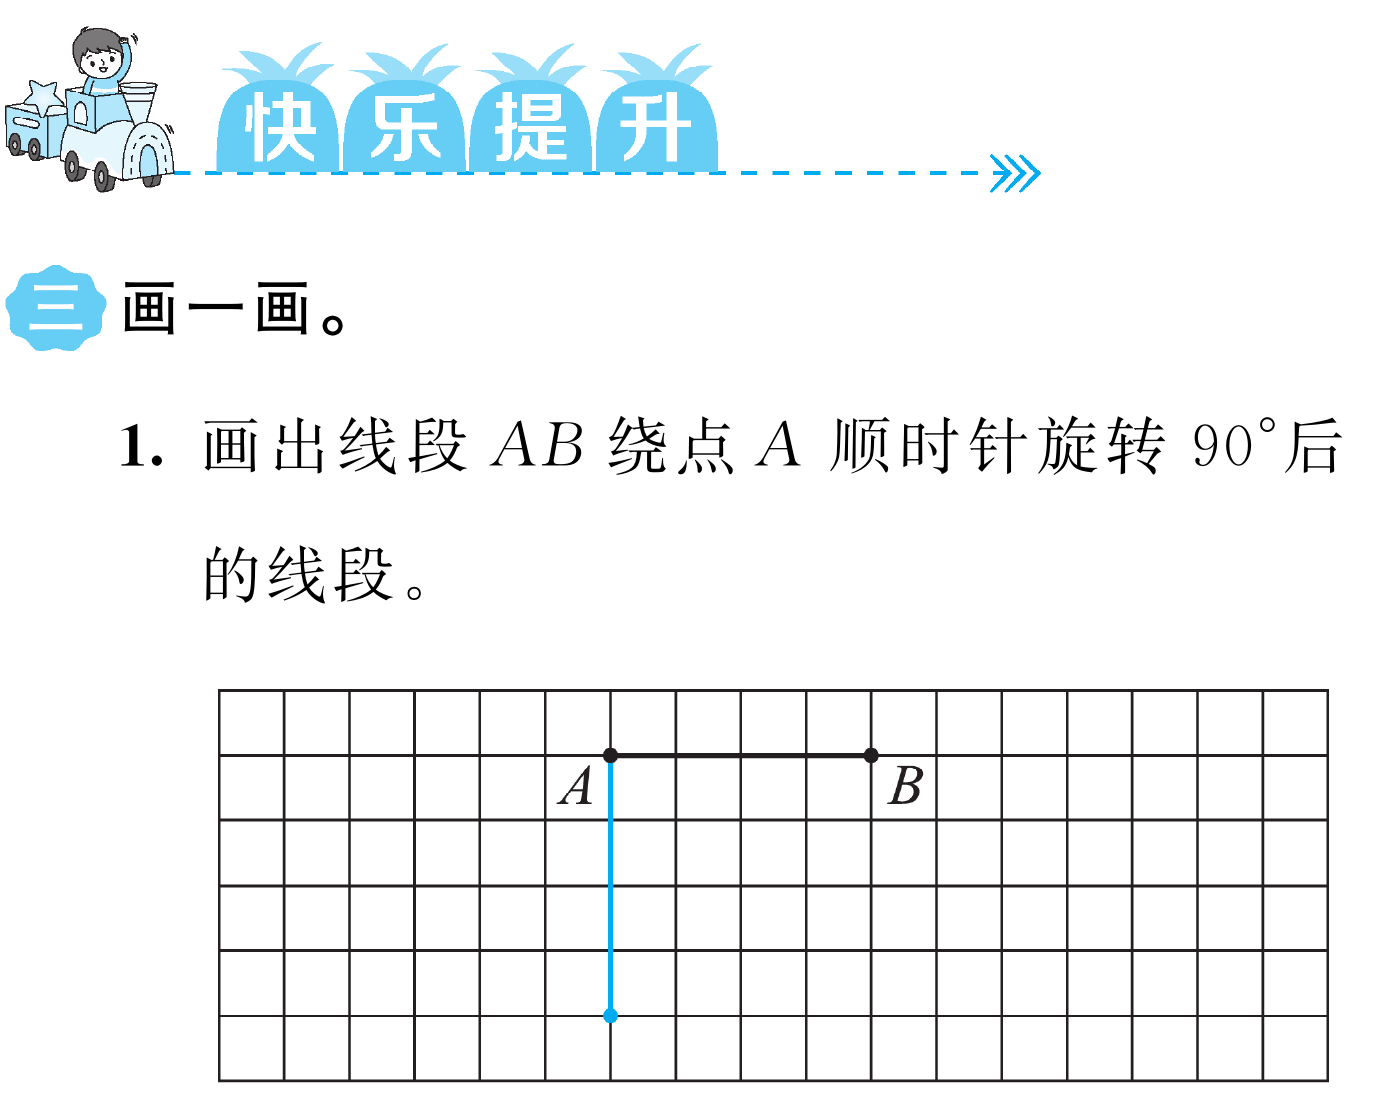 快乐提升
三 画一画。
1. 画出线段 AB 绕点 A 顺时针旋转 90°后
的线段。
A
B